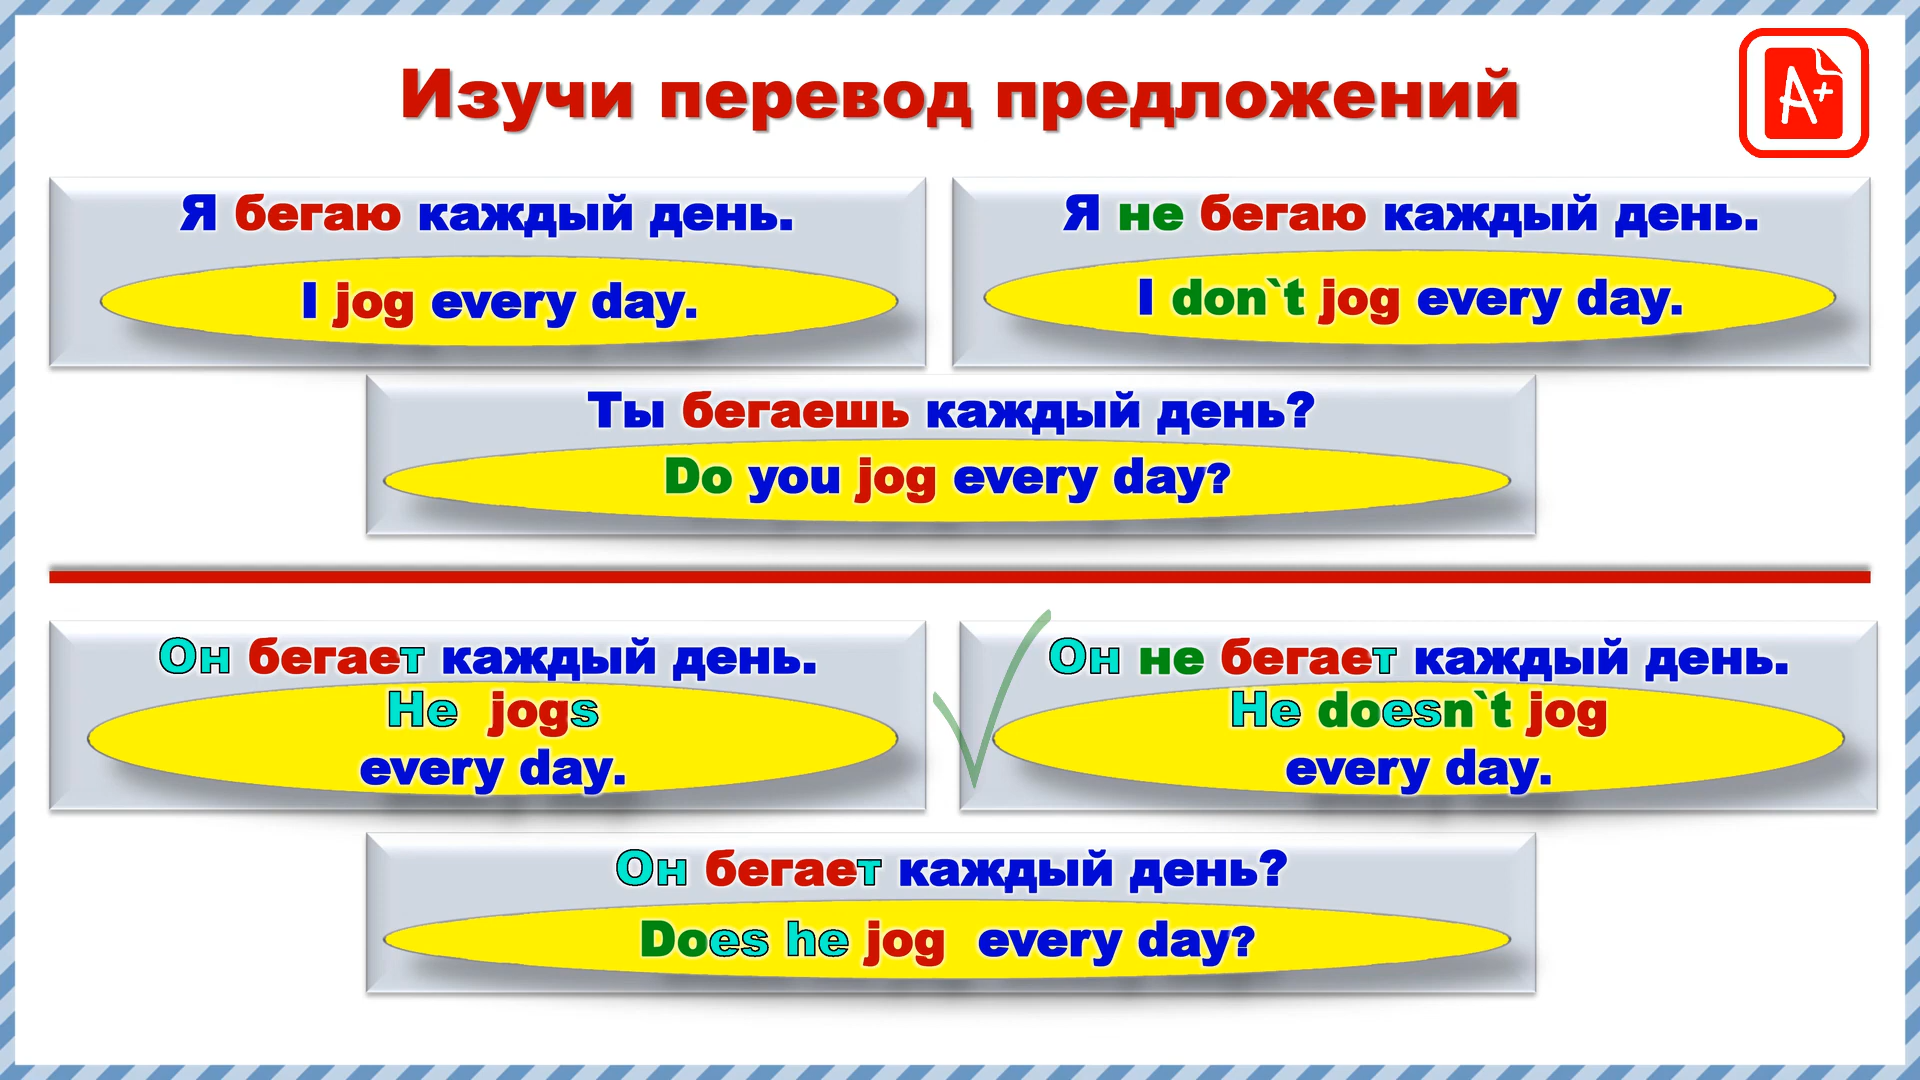 Изучи перевод предложений
A+
Я бегаю каждый день.
I jog every day.
Я не бегаю каждый день.
I don`t jog every day.
Ты бегаешь каждый день?
Do you jog every day?
Он бегает каждый день.
He jogs
every day.
Он не бегает каждый день.
He doesn`t jog
every day.
Он бегает каждый день?
Does he jog every day?